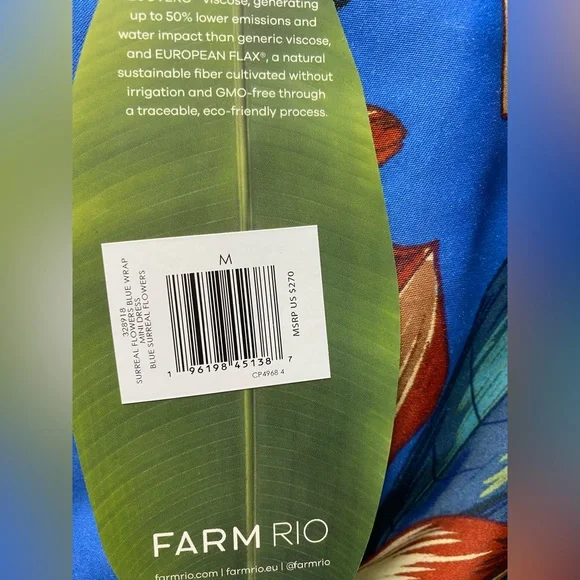 viscose, generating
up to 50% lower emissions and
water impact than generic viscose,
and EUROPEAN FLAX®, a natural
sustainable fiber cultivated without
irrigation and GMO-free through
a traceable, eco-friendly process.
M
328918
SURREAL FLOWERS BLUE WRAP
MINI DRESS
BLUE SURREAL FLOWERS
MSRP US $270
1 96198 45138 7
CP4968 4
FARM RIO
farmrio.com | farmrio.eu | @farmrio